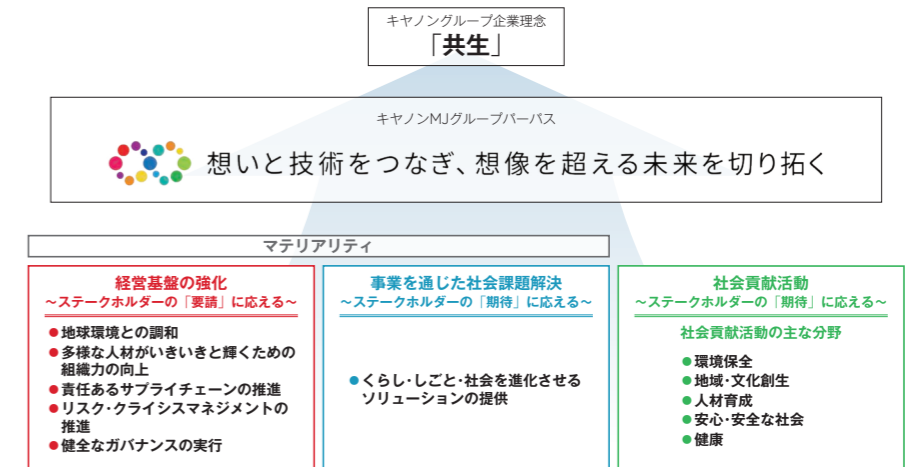 キヤノングループ企業理念
「共生」
キヤノンMJグループパーパス
想いと技術をつなぎ、想像を超える未来を切り拓く
マテリアリティ
経営基盤の強化
～ステークホルダーの「要請」に応える～
●地球環境との調和
●多様な人材がいきいきと輝くための
組織力の向上
●責任あるサプライチェーンの推進
●リスク・クライシスマネジメントの
推進
●健全なガバナンスの実行
事業を通じた社会課題解決
～ステークホルダーの「期待」に応える～
●くらし・しごと・社会を進化させる
ソリューションの提供
社会貢献活動
～ステークホルダーの「期待」に応える～
社会貢献活動の主な分野
●環境保全
●地域・文化創生
●人材育成
●安心・安全な社会
●健康